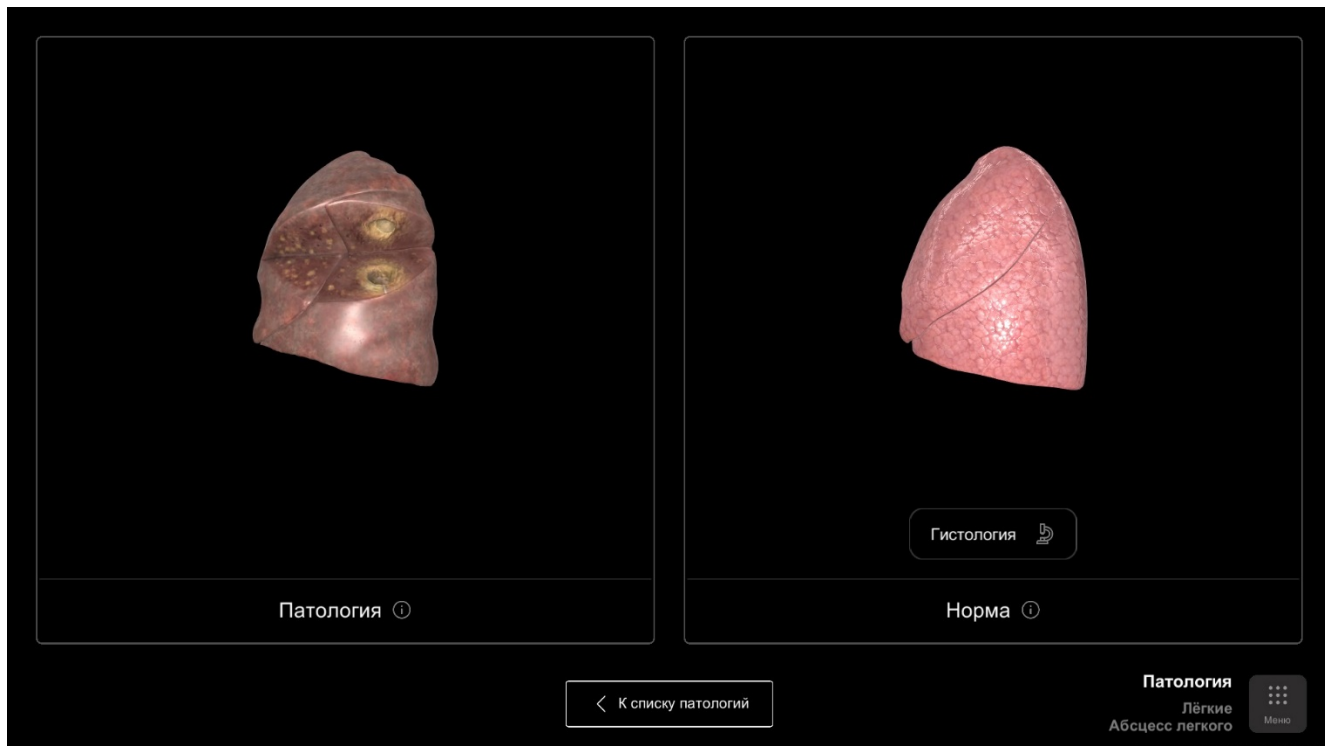 Гистология
Патология
Норма
К списку патологий
Патология
Лёгкие
Абсцесс легкого
Меню